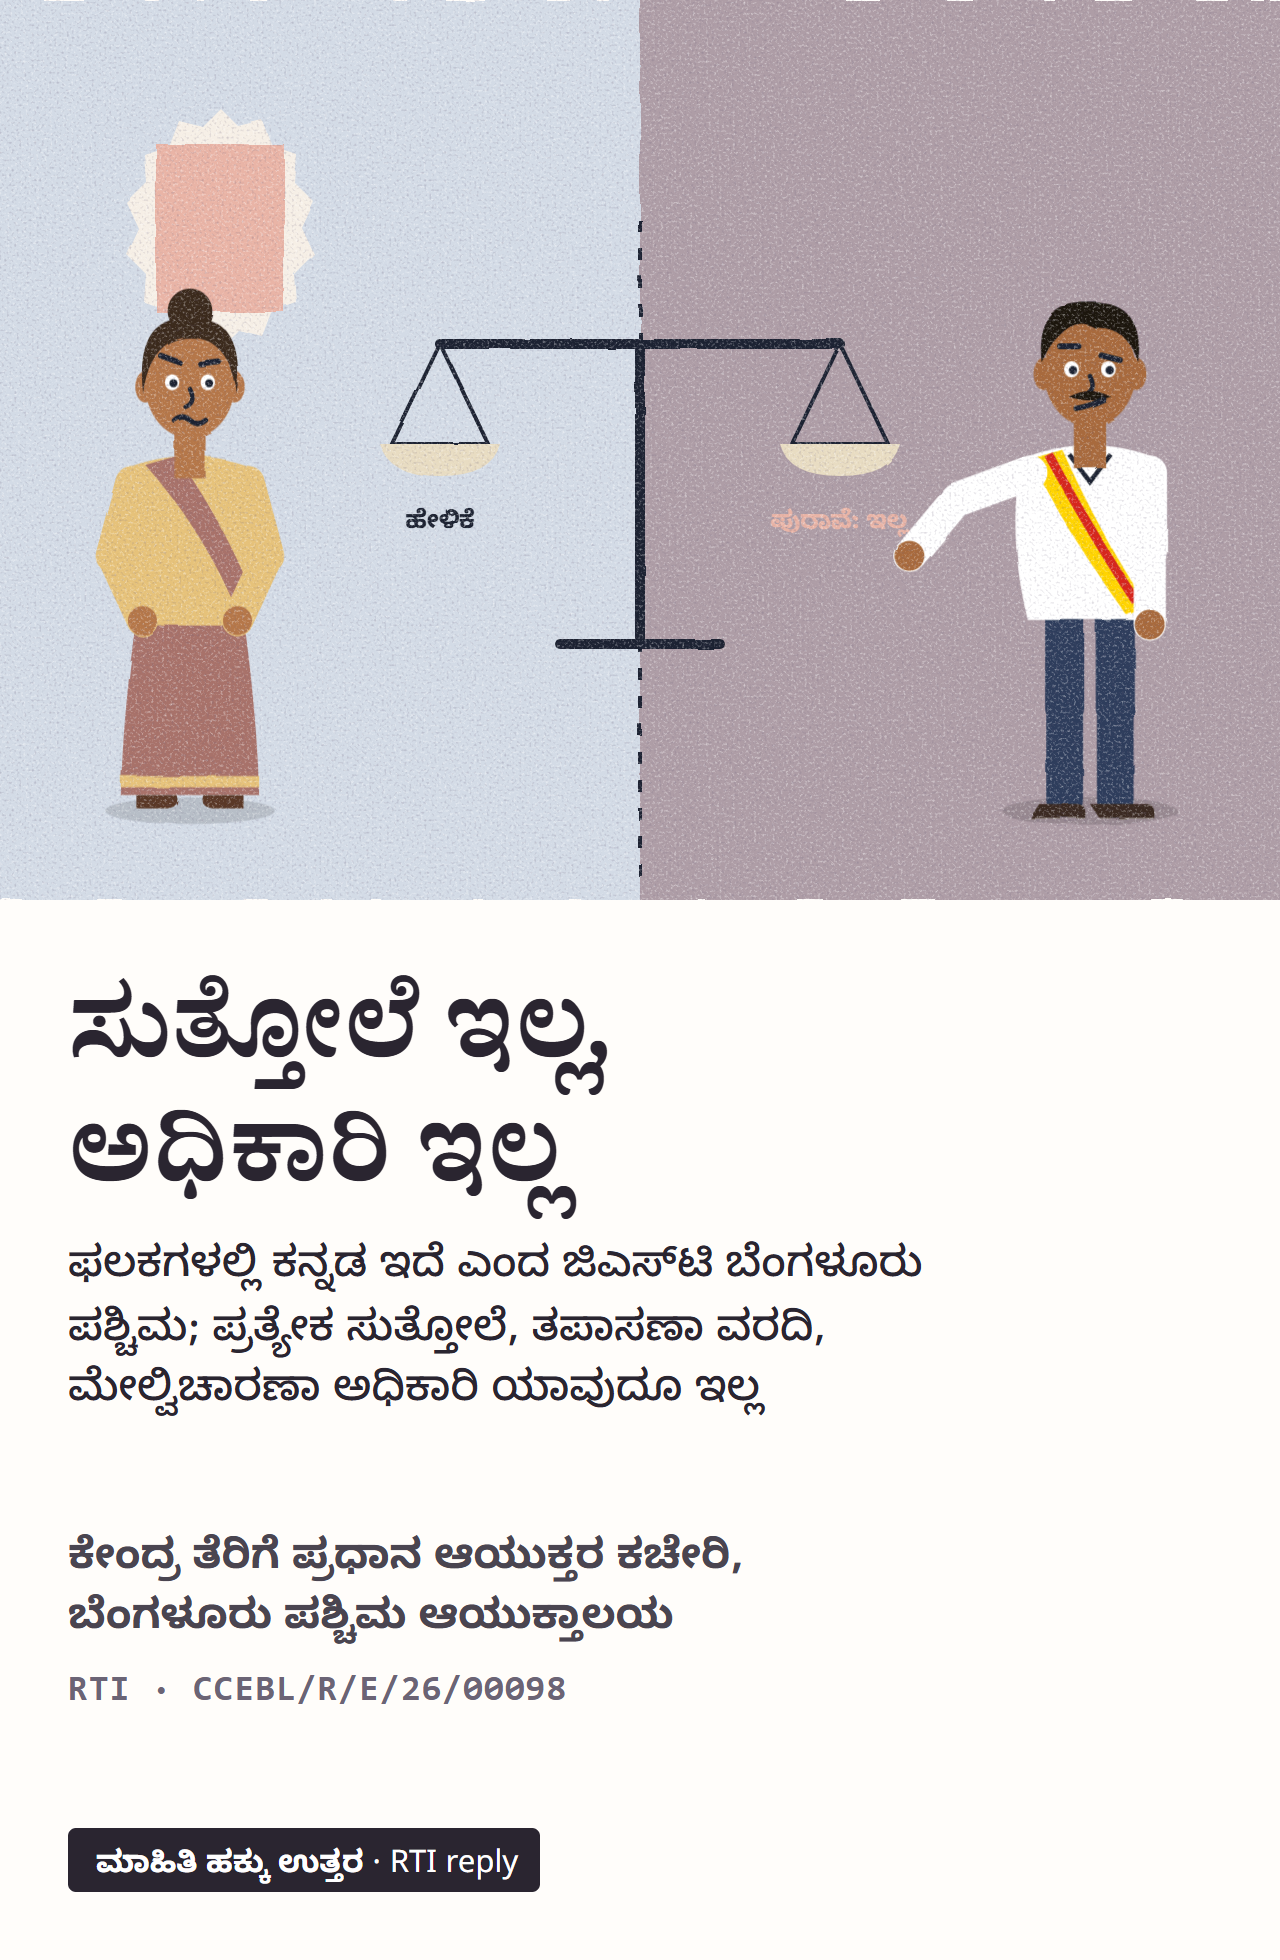 ಹೇಳಿಕೆ
ಪುರಾವೆ: ಇಲ್ಲ
ಸುತ್ತೋಲೆ ಇಲ್ಲ,
ಅಧಿಕಾರಿ ಇಲ್ಲ
ಫಲಕಗಳಲ್ಲಿ ಕನ್ನಡ ಇದೆ ಎಂದ ಜಿಎಸ್‌ಟಿ ಬೆಂಗಳೂರು
ಪಶ್ಚಿಮ; ಪ್ರತ್ಯೇಕ ಸುತ್ತೋಲೆ, ತಪಾಸಣಾ ವರದಿ,
ಮೇಲ್ವಿಚಾರಣಾ ಅಧಿಕಾರಿ ಯಾವುದೂ ಇಲ್ಲ
ಕೇಂದ್ರ ತೆರಿಗೆ ಪ್ರಧಾನ ಆಯುಕ್ತರ ಕಚೇರಿ,
ಬೆಂಗಳೂರು ಪಶ್ಚಿಮ ಆಯುಕ್ತಾಲಯ
RTI · CCEBL/R/E/26/00098
ಮಾಹಿತಿ ಹಕ್ಕು ಉತ್ತರ · RTI reply